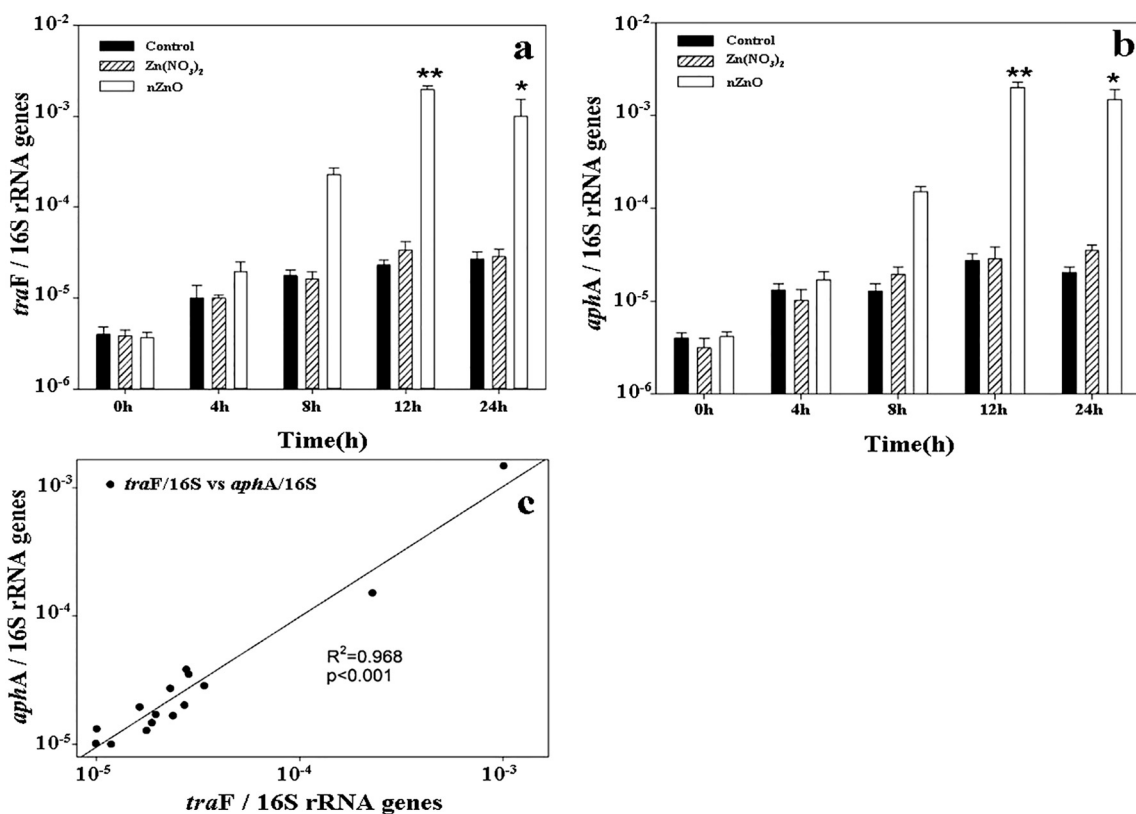 a
Control
Zn(NO₃)₂
nZnO
**
*
10⁻²
10⁻³
10⁻⁴
10⁻⁵
10⁻⁶
traF / 16S rRNA genes
0h 4h 8h 12h 24h
Time(h)
b
Control
Zn(NO₃)₂
nZnO
**
*
10⁻²
10⁻³
10⁻⁴
10⁻⁵
10⁻⁶
aphA / 16S rRNA genes
0h 4h 8h 12h 24h
Time(h)
c
traF/16S vs aphA/16S
R²=0.968
p<0.001
10⁻³
10⁻⁴
10⁻⁵
aphA / 16S rRNA genes
10⁻⁵ 10⁻⁴ 10⁻³
traF / 16S rRNA genes